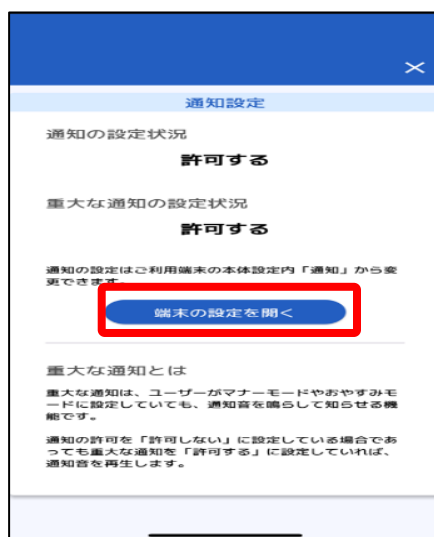 通知設定
通知の設定状況
許可する
重大な通知の設定状況
許可する
通知の設定はご利用端末の本体設定内「通知」から変
更できます。
端末の設定を開く
重大な通知とは
重大な通知は、ユーザーがマナーモードやおやすみモ
ードに設定していても、通知音を鳴らして知らせる機
能です。
通知の許可を「許可しない」に設定している場合であ
っても重大な通知を「許可する」に設定していれば、
通知音を再生します。